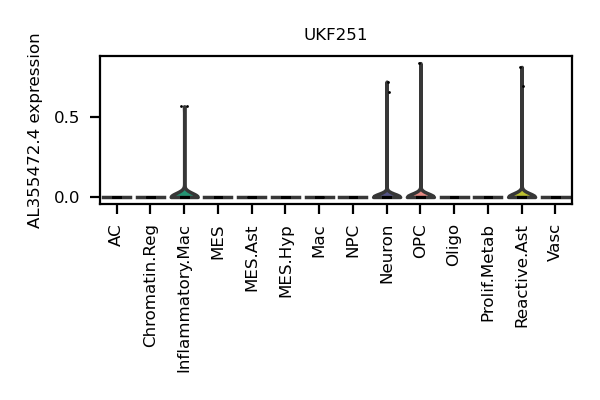 UKF251
AL355472.4 expression
0.5
0.0
AC
Chromatin.Reg
Inflammatory.Mac
MES
MES.Ast
MES.Hyp
Mac
NPC
Neuron
OPC
Oligo
Prolif.Metab
Reactive.Ast
Vasc